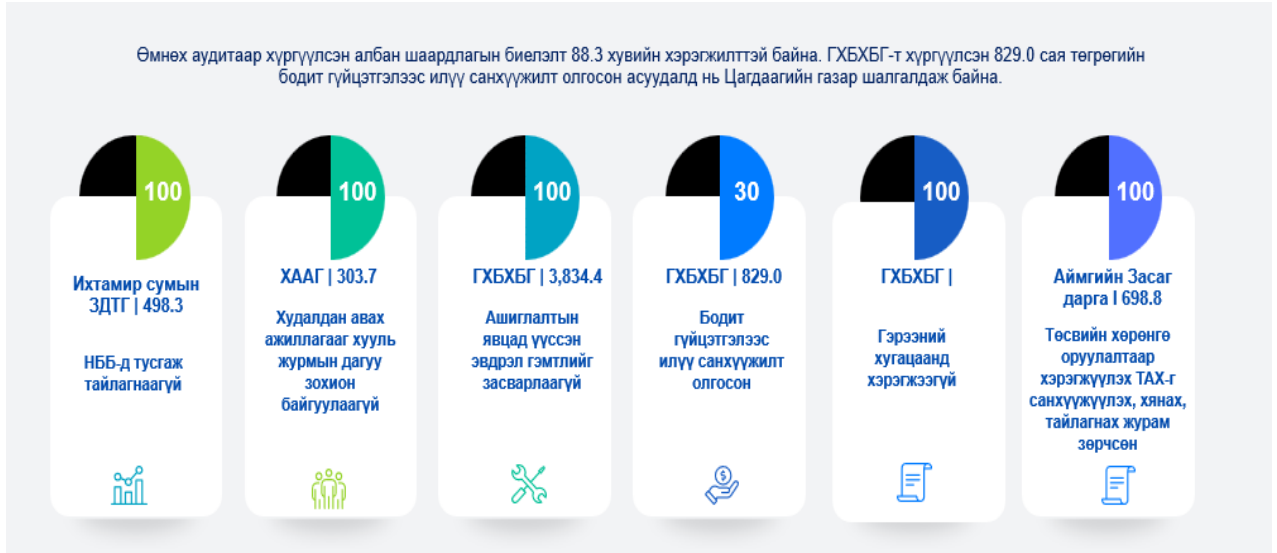 Өмнөх аудитаар хүргүүлсэн албан шаардлагын биелэлт 88.3 хувийн хэрэгжилттэй байна. ГХБХБГ-т хүргүүлсэн 829.0 сая төгрөгийн
бодит гүйцэтгэлээс илүү санхүүжилт олгосон асуудалд нь Цагдаагийн газар шалгалдаж байна.
100
Ихтамир сумын
ЗДТГ | 498.3
НББ-д тусгаж
тайлагнаагүй
100
ХААГ | 303.7
Худалдан авах
ажиллагааг хууль
журмын дагуу
зохион
байгуулаагүй
100
ГХБХБГ | 3,834.4
Ашиглалтын
явцад үүссэн
эвдрэл гэмтлийг
засварлаагүй
30
ГХБХБГ | 829.0
Бодит
гүйцэтгэлээс
илүү санхүүжилт
олгосон
100
ГХБХБГ |
Гэрээний
хугацаанд
хэрэгжээгүй
100
Аймгийн Засаг
дарга I 698.8
Төсвийн хөрөнгө
оруулалтаар
хэрэгжүүлэх ТАХ-г
санхүүжүүлэх, хянах,
тайлагнах журам
зөрчсөн